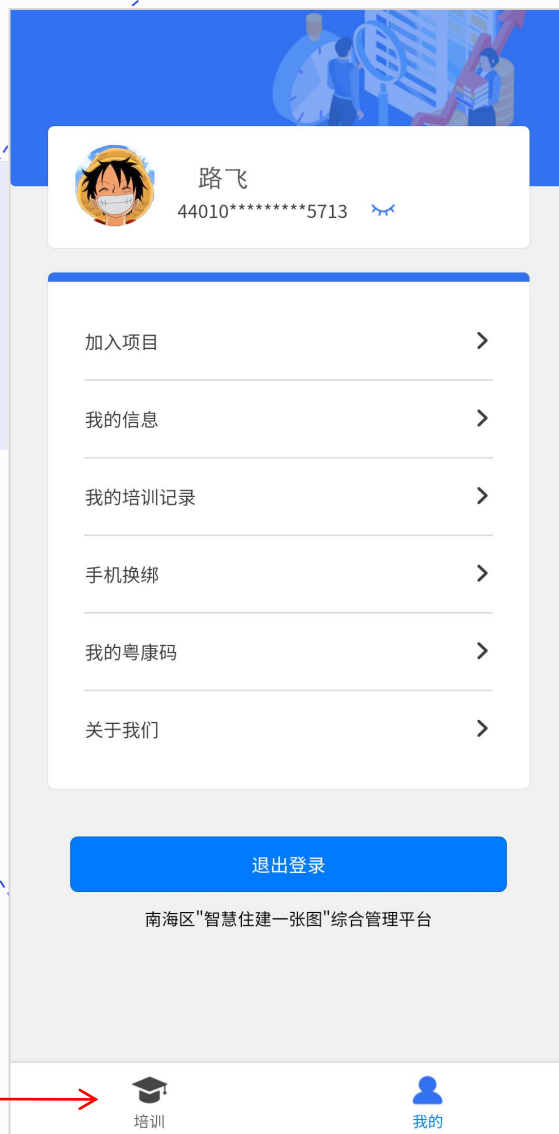 路飞
44010*********5713
加入项目
我的信息
我的培训记录
手机换绑
我的粤康码
关于我们
退出登录
南海区"智慧住建一张图"综合管理平台
培训
我的